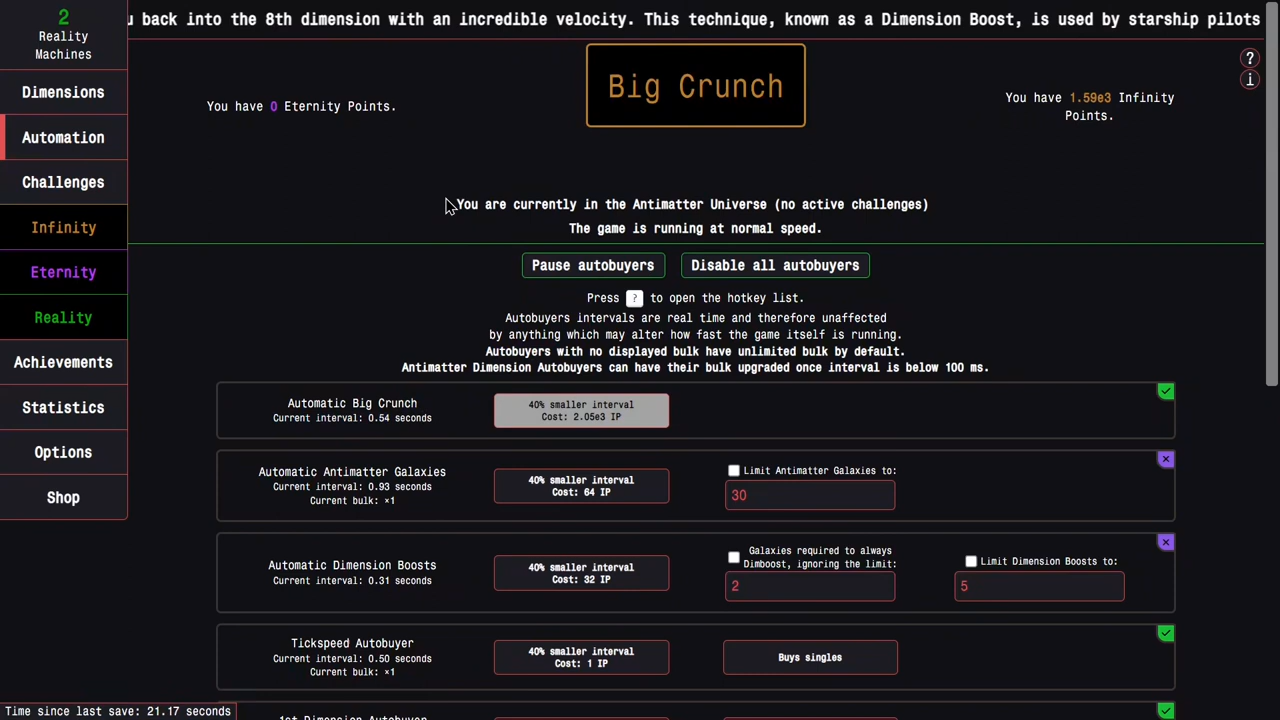 2
Reality
Machines
u back into the 8th dimension with an incredible velocity. This technique, known as a Dimension Boost, is used by starship pilots
Dimensions
Automation
Challenges
Infinity
Eternity
Reality
Achievements
Statistics
Options
Shop
You have 0 Eternity Points.
Big Crunch
You have 1.59e3 Infinity
Points.
?
i
You are currently in the Antimatter Universe (no active challenges)
The game is running at normal speed.
Pause autobuyers
Disable all autobuyers
Press ? to open the hotkey list.
Autobuyers intervals are real time and therefore unaffected
by anything which may alter how fast the game itself is running.
Autobuyers with no displayed bulk have unlimited bulk by default.
Antimatter Dimension Autobuyers can have their bulk upgraded once interval is below 100 ms.
Automatic Big Crunch
Current interval: 0.54 seconds
40% smaller interval
Cost: 2.05e3 IP
Automatic Antimatter Galaxies
Current interval: 0.93 seconds
Current bulk: ×1
40% smaller interval
Cost: 64 IP
Limit Antimatter Galaxies to:
30
Automatic Dimension Boosts
Current interval: 0.31 seconds
40% smaller interval
Cost: 32 IP
Galaxies required to always
Dimboost, ignoring the limit:
2
Limit Dimension Boosts to:
5
Tickspeed Autobuyer
Current interval: 0.50 seconds
Current bulk: ×1
40% smaller interval
Cost: 1 IP
Buys singles
1st Dimension Autobuyer
Time since last save: 21.17 seconds